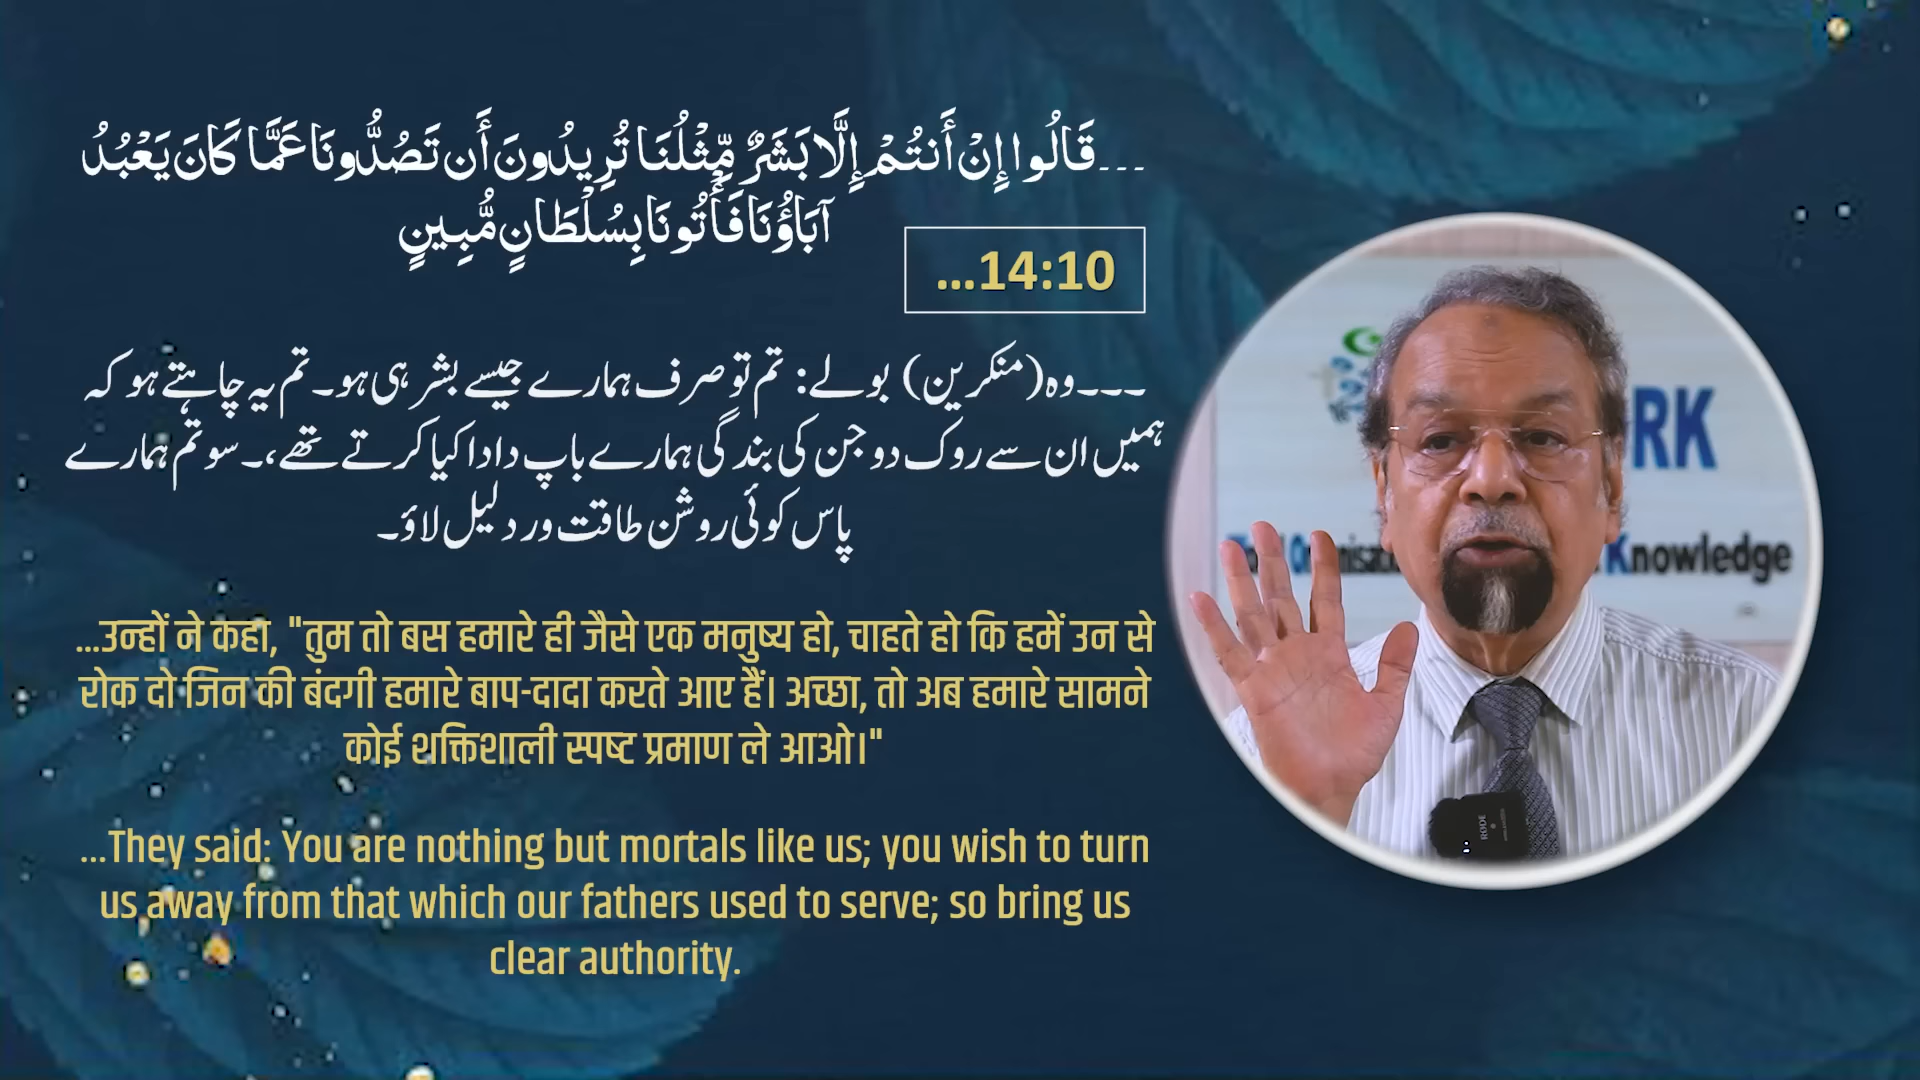 ...قَالُوا إِنْ أَنتُمْ إِلَّا بَشَرٌ مِّثْلُنَا تُرِيدُونَ أَن تَصُدُّونَا عَمَّا كَانَ يَعْبُدُ
آبَاؤُنَا فَأْتُونَا بِسُلْطَانٍ مُّبِينٍ
...14:10
۔۔۔وہ(منکرین) بولے: تم تو صرف ہمارے جیسے بشر ہی ہو۔ تم یہ چاہتے ہو کہ
ہمیں ان سے روک دو جن کی بندگی ہمارے باپ دادا کیا کرتے تھے،۔ سو تم ہمارے
پاس کوئی روشن طاقت ور دلیل لاؤ۔
...उन्हों ने कहा, "तुम तो बस हमारे ही जैसे एक मनुष्य हो, चाहते हो कि हमें उन से
रोक दो जिन की बंदगी हमारे बाप-दादा करते आए हैं। अच्छा, तो अब हमारे सामने
कोई शक्तिशाली स्पष्ट प्रमाण ले आओ।"
...They said: You are nothing but mortals like us; you wish to turn
us away from that which our fathers used to serve; so bring us
clear authority.
RK
Knowledge
RODE